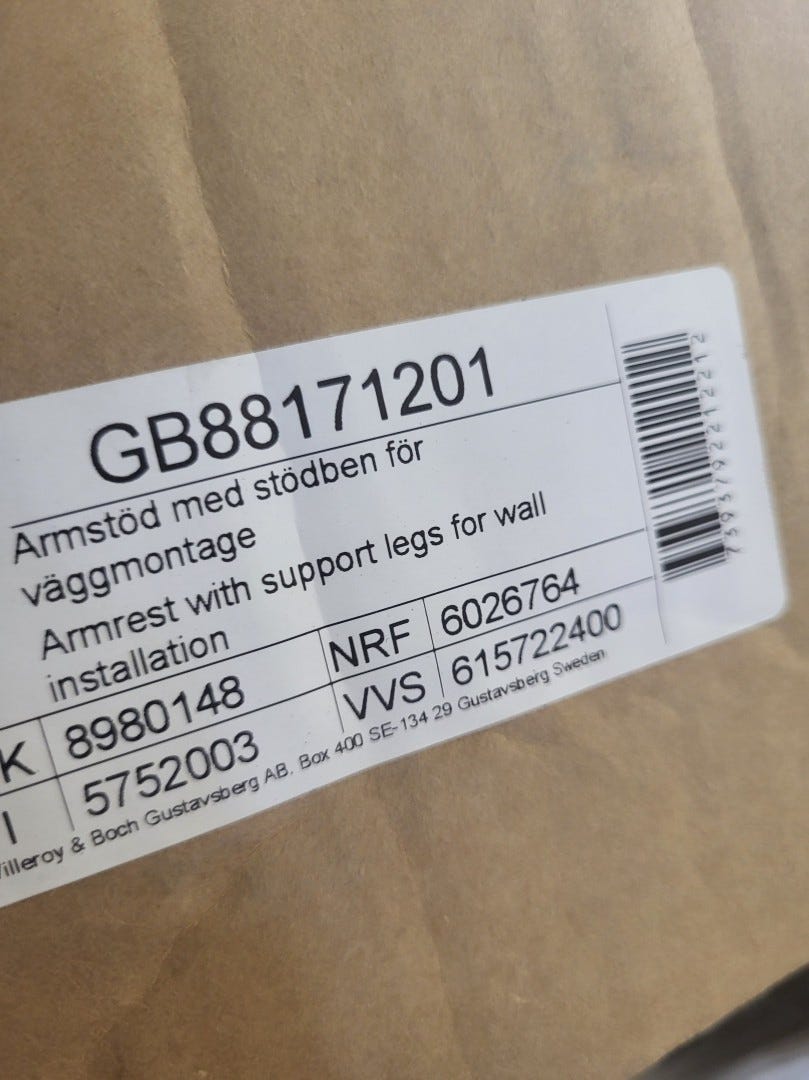 GB88171201
Armstöd med stödben för
väggmontage
Armrest with support legs for wall
installation
K 8980148 NRF 6026764
I 5752003 VVS 615722400
Villeroy & Boch Gustavsberg AB. Box 400 SE-134 29 Gustavsberg Sweden